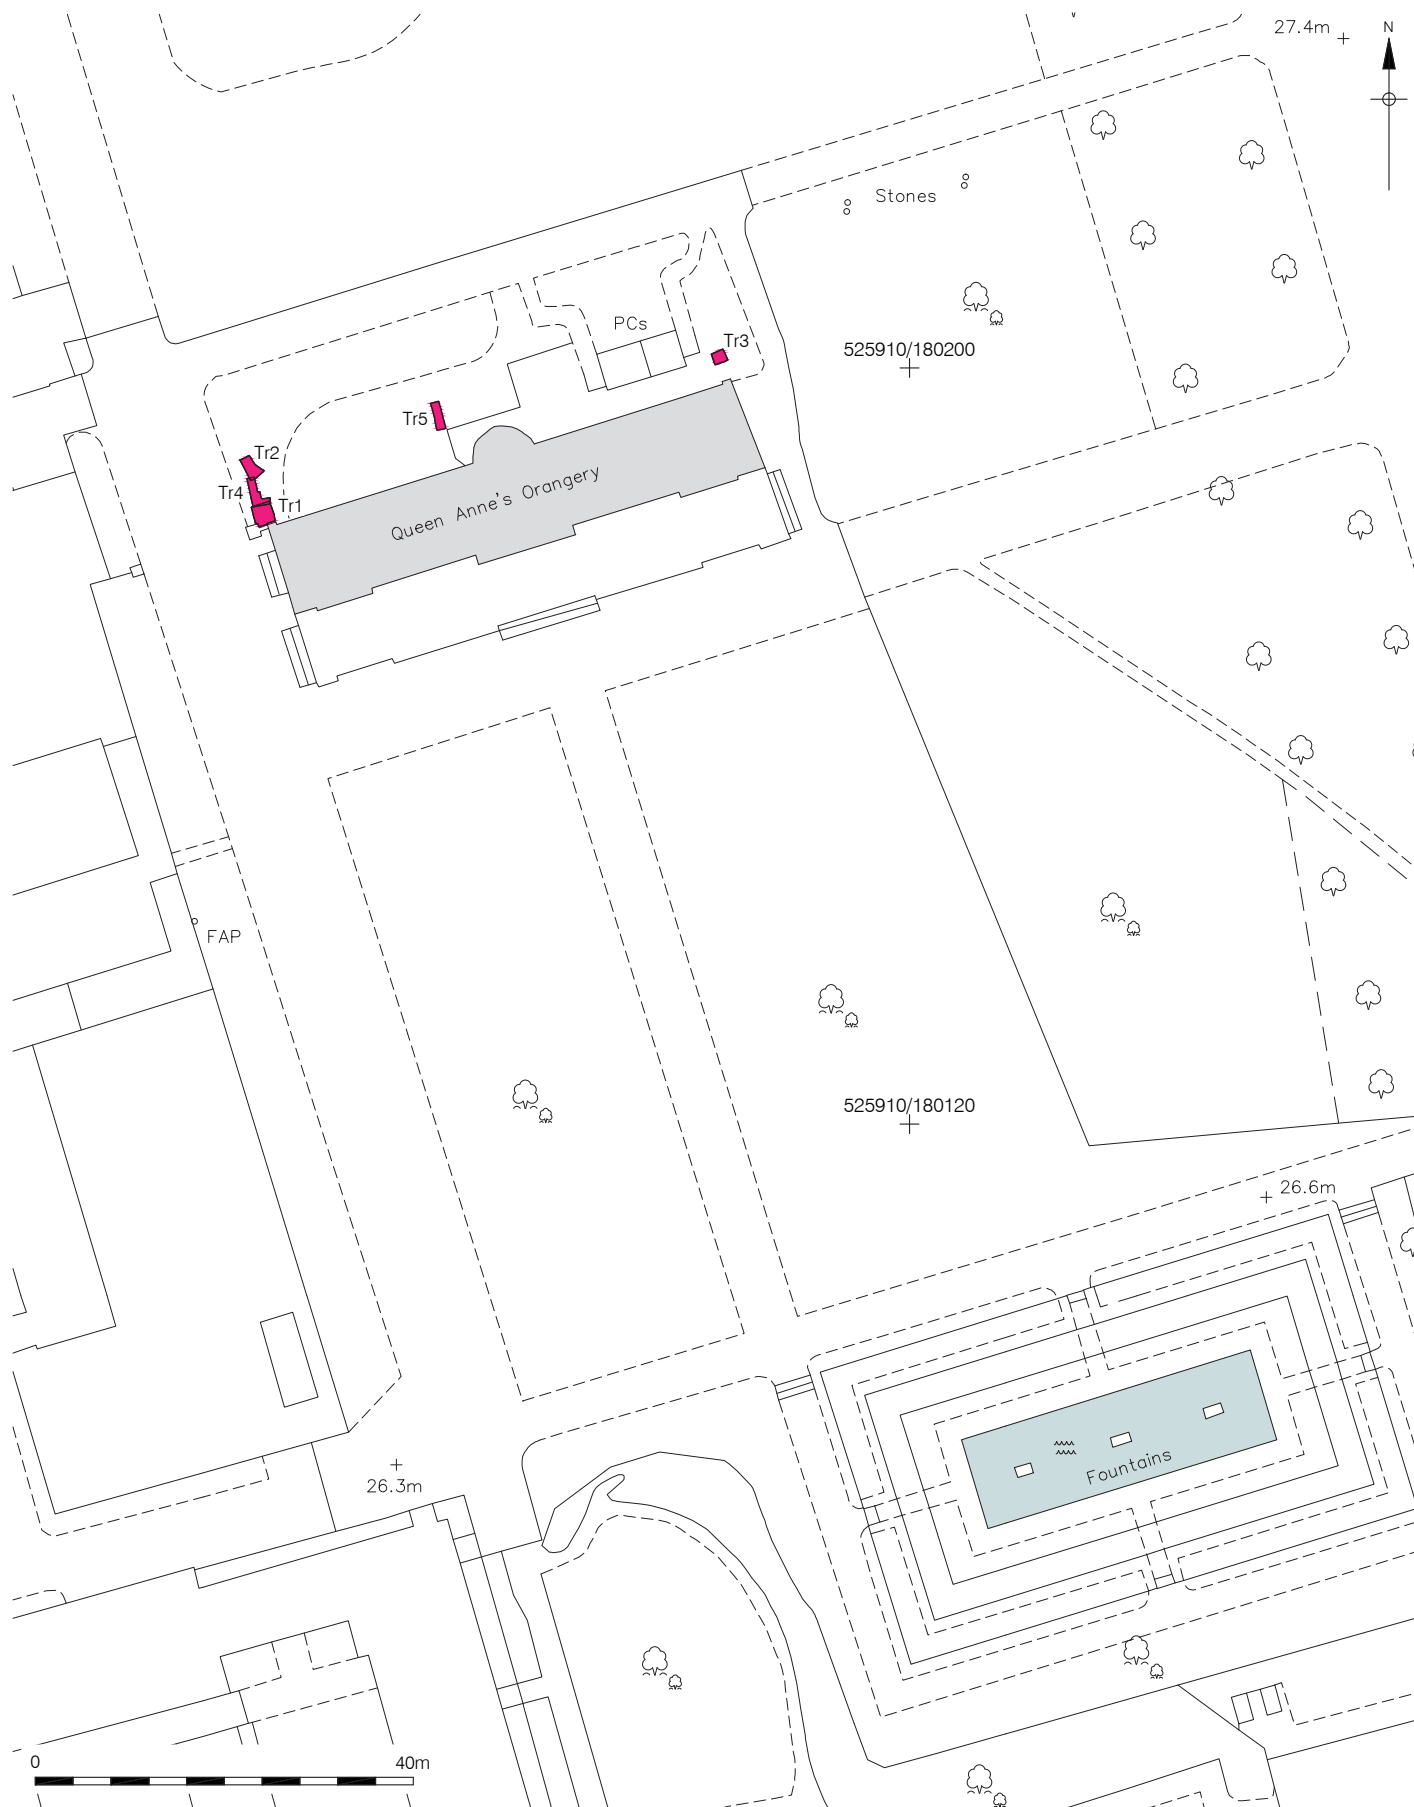 27.4m
N
Stones
PCs
Tr3
525910/180200
Tr5
Tr2
Tr4
Tr1
Queen Anne's Orangery
FAP
525910/180120
26.6m
Fountains
26.3m
0 40m